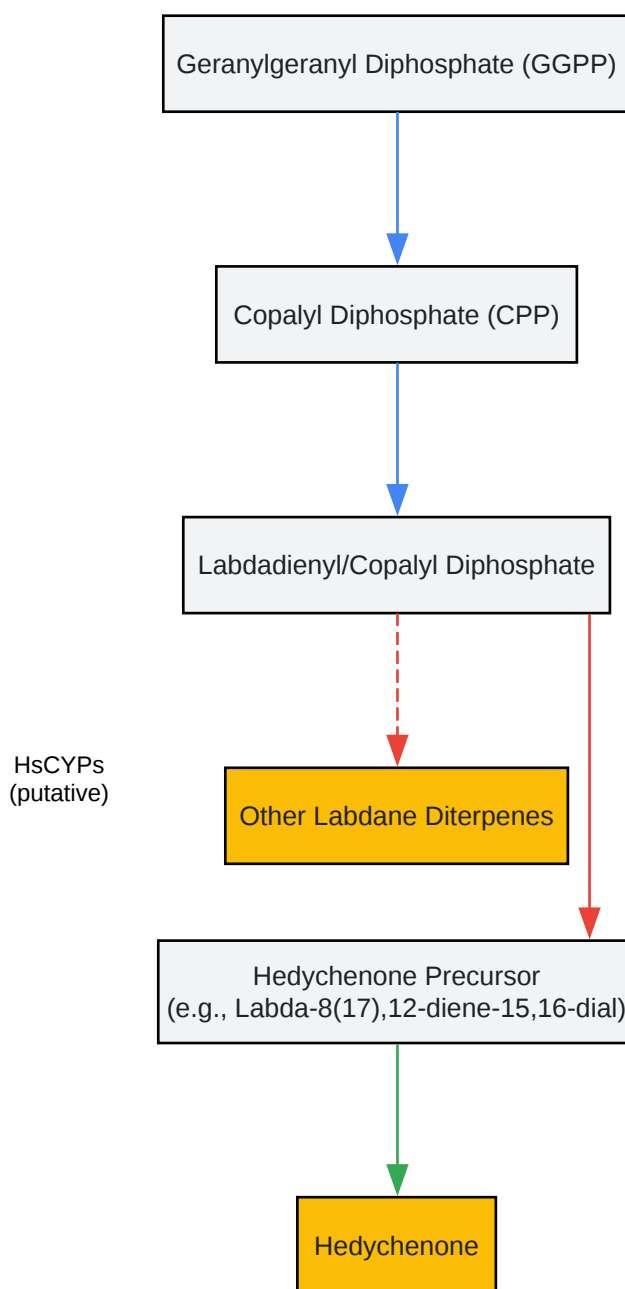 Geranylgeranyl Diphosphate (GGPP)
Copalyl Diphosphate (CPP)
Labdadienyl/Copalyl Diphosphate
HsCYPs
(putative)
Other Labdane Diterpenes
Hedychenone Precursor
(e.g., Labda-8(17),12-diene-15,16-dial)
Hedychenone